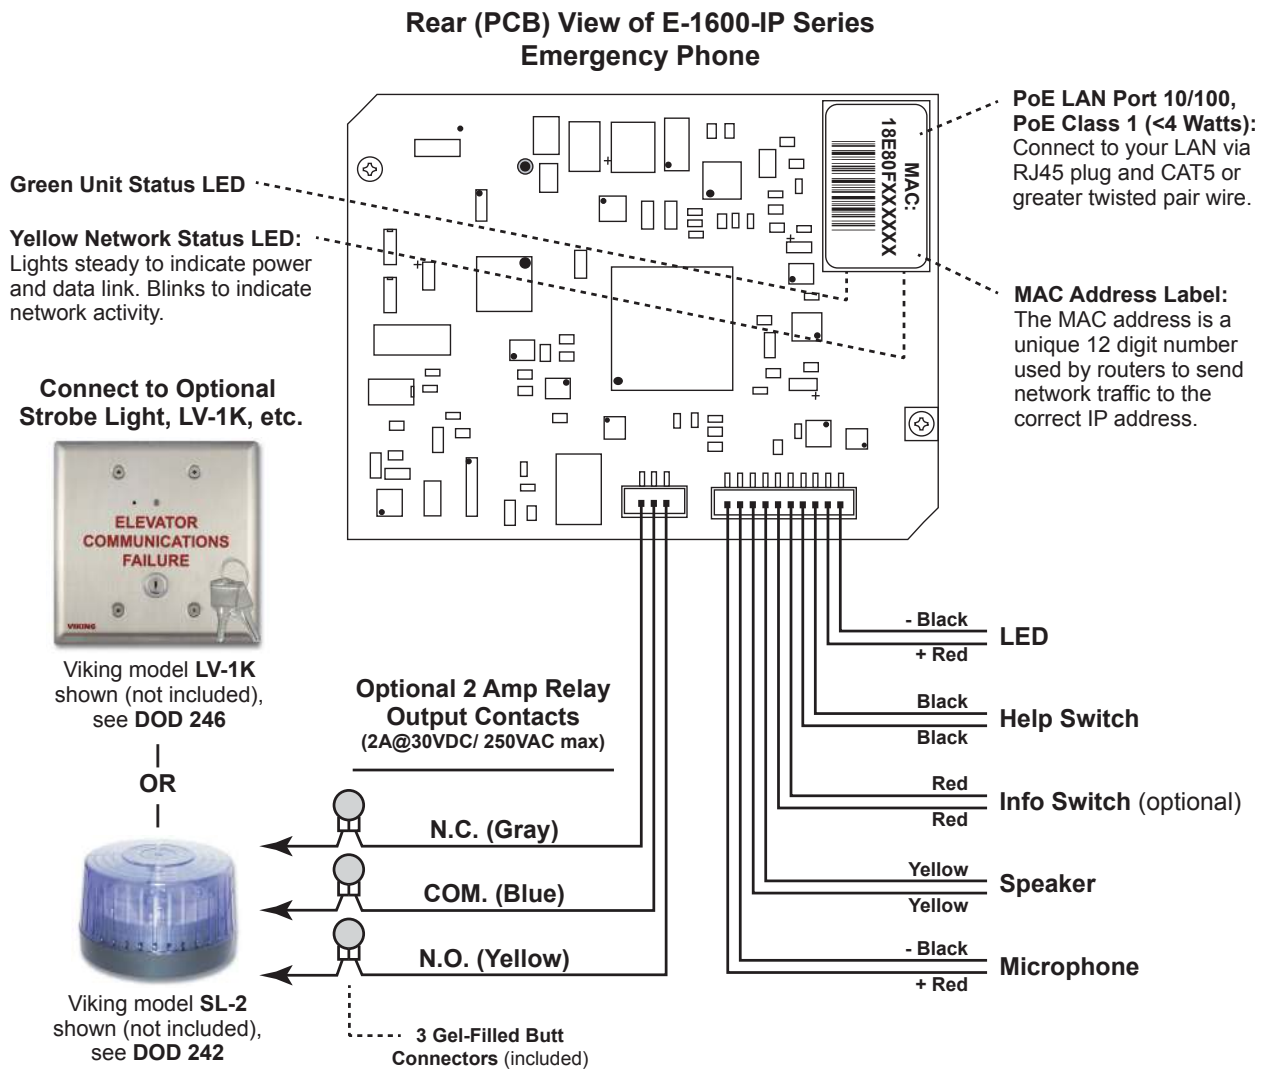 Rear (PCB) View of E-1600-IP Series
Emergency Phone
PoE LAN Port 10/100,
PoE Class 1 (<4 Watts):
Connect to your LAN via
RJ45 plug and CAT5 or
greater twisted pair wire.
MAC:
18E80FXXXXXX
Green Unit Status LED
Yellow Network Status LED:
Lights steady to indicate power
and data link. Blinks to indicate
network activity.
MAC Address Label:
The MAC address is a
unique 12 digit number
used by routers to send
network traffic to the
correct IP address.
Connect to Optional
Strobe Light, LV-1K, etc.
ELEVATOR
COMMUNICATIONS
FAILURE
VIKING
Viking model LV-1K
shown (not included),
see DOD 246
OR
Viking model SL-2
shown (not included),
see DOD 242
Optional 2 Amp Relay
Output Contacts
(2A@30VDC/ 250VAC max)
N.C. (Gray)
COM. (Blue)
N.O. (Yellow)
3 Gel-Filled Butt
Connectors (included)
- Black
+ Red
LED
Black
Black
Help Switch
Red
Red
Info Switch (optional)
Yellow
Yellow
Speaker
- Black
+ Red
Microphone